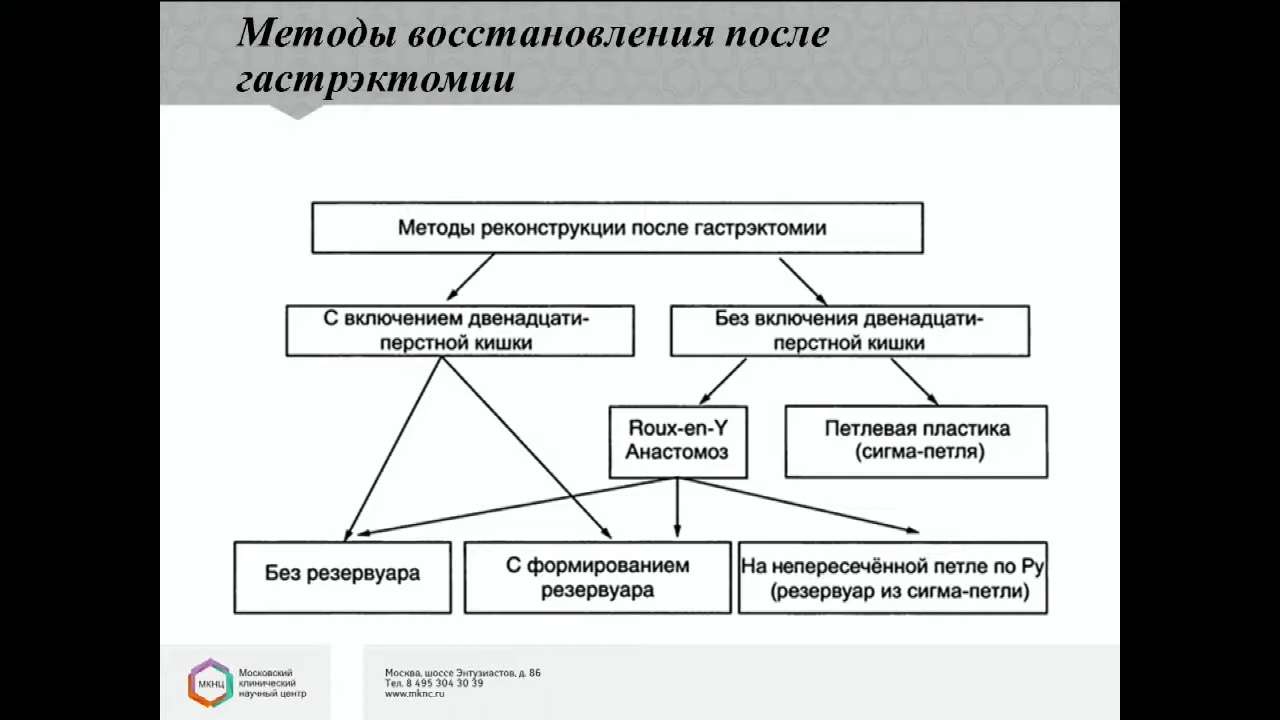 Методы восстановления после
гастрэктомии
Методы реконструкции после гастрэктомии
С включением двенадцати-
перстной кишки
Без включения двенадцати-
перстной кишки
Roux-en-Y
Анастомоз
Петлевая пластика
(сигма-петля)
Без резервуара
С формированием
резервуара
На непересечённой петле по Ру
(резервуар из сигма-петли)
МКНЦ
Московский
клинический
научный центр
Москва, шоссе Энтузиастов, д. 86
Тел. 8 495 304 30 39
www.mknc.ru